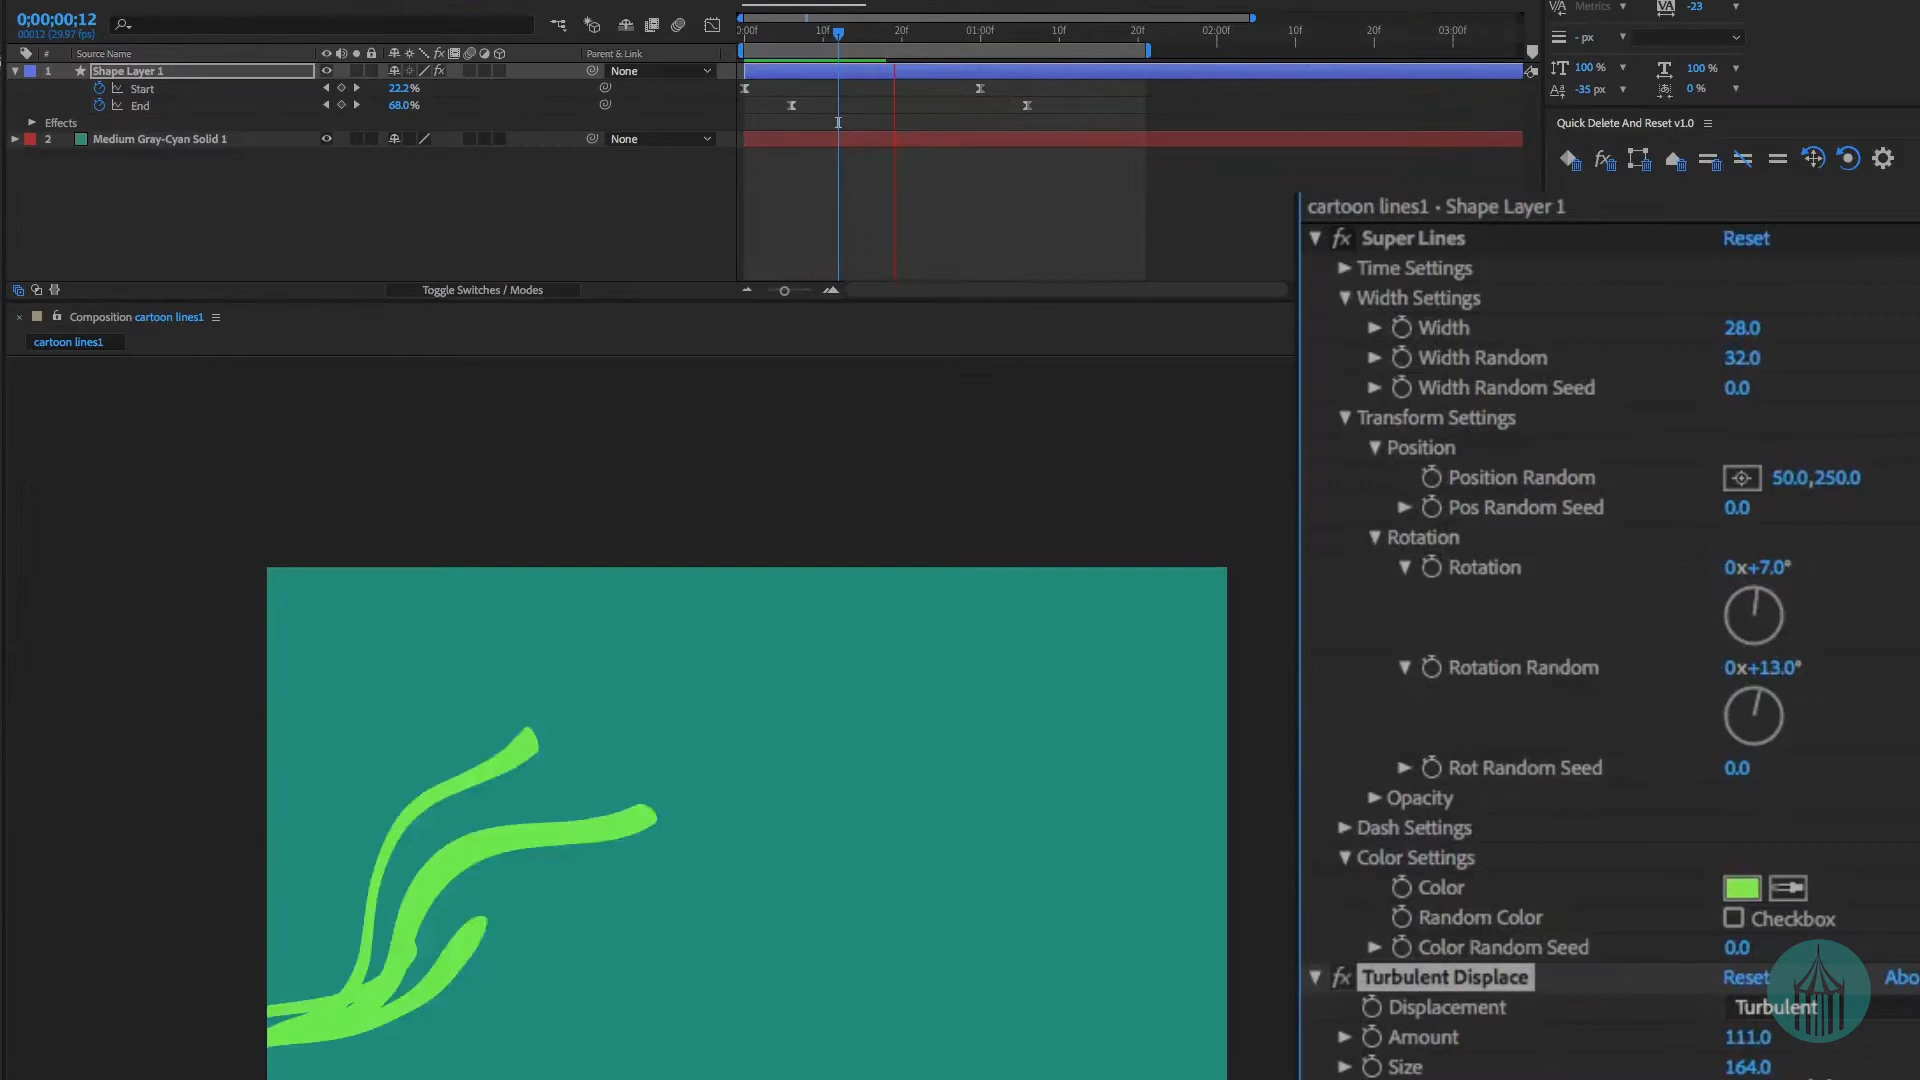 0;00;00;12
00012 (29.97 fps)
# Source Name
Parent & Link
1 Shape Layer 1
None
Start
22.2 %
End
68.0 %
Effects
2 Medium Gray-Cyan Solid 1
None
Toggle Switches / Modes
0:00f 10f 20f 01:00f 10f 20f 02:00f 10f 20f 03:00f
Metrics
-23
- px
100 %
100 %
-35 px
0 %
Quick Delete And Reset v1.0
Composition cartoon lines1
cartoon lines1
cartoon lines1 • Shape Layer 1
fx Super Lines Reset
Time Settings
Width Settings
Width 28.0
Width Random 32.0
Width Random Seed 0.0
Transform Settings
Position
Position Random 50.0,250.0
Pos Random Seed 0.0
Rotation
Rotation 0x+7.0°
Rotation Random 0x+13.0°
Rot Random Seed 0.0
Opacity
Dash Settings
Color Settings
Color
Random Color Checkbox
Color Random Seed 0.0
fx Turbulent Displace Reset Abo
Displacement Turbulent
Amount 111.0
Size 164.0